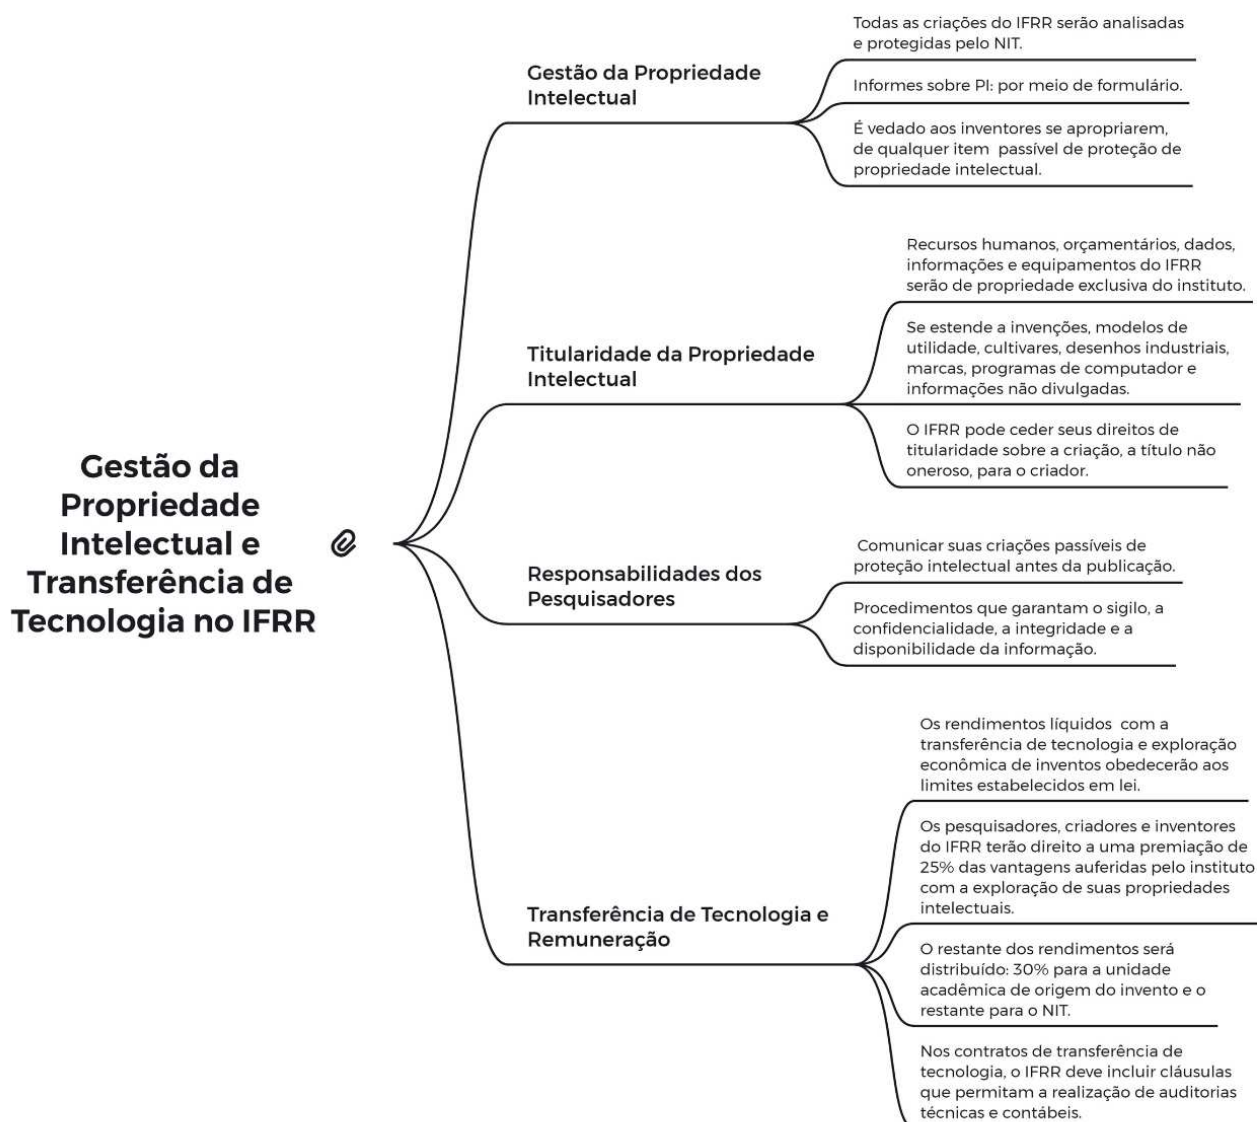 Gestão da
Propriedade
Intelectual e
Transferência de
Tecnologia no IFRR
Gestão da Propriedade
Intelectual
Todas as criações do IFRR serão analisadas
e protegidas pelo NIT.
Informes sobre PI: por meio de formulário.
É vedado aos inventores se apropriarem,
de qualquer item  passível de proteção de
propriedade intelectual.
Titularidade da Propriedade
Intelectual
Recursos humanos, orçamentários, dados,
informações e equipamentos do IFRR
serão de propriedade exclusiva do instituto.
Se estende a invenções, modelos de
utilidade, cultivares, desenhos industriais,
marcas, programas de computador e
informações não divulgadas.
O IFRR pode ceder seus direitos de
titularidade sobre a criação, a título não
oneroso, para o criador.
Responsabilidades dos
Pesquisadores
Comunicar suas criações passíveis de
proteção intelectual antes da publicação.
Procedimentos que garantam o sigilo, a
confidencialidade, a integridade e a
disponibilidade da informação.
Transferência de Tecnologia e
Remuneração
Os rendimentos líquidos  com a
transferência de tecnologia e exploração
econômica de inventos obedecerão aos
limites estabelecidos em lei.
Os pesquisadores, criadores e inventores
do IFRR terão direito a uma premiação de
25% das vantagens auferidas pelo instituto
com a exploração de suas propriedades
intelectuais.
O restante dos rendimentos será
distribuído: 30% para a unidade
acadêmica de origem do invento e o
restante para o NIT.
Nos contratos de transferência de
tecnologia, o IFRR deve incluir cláusulas
que permitam a realização de auditorias
técnicas e contábeis.